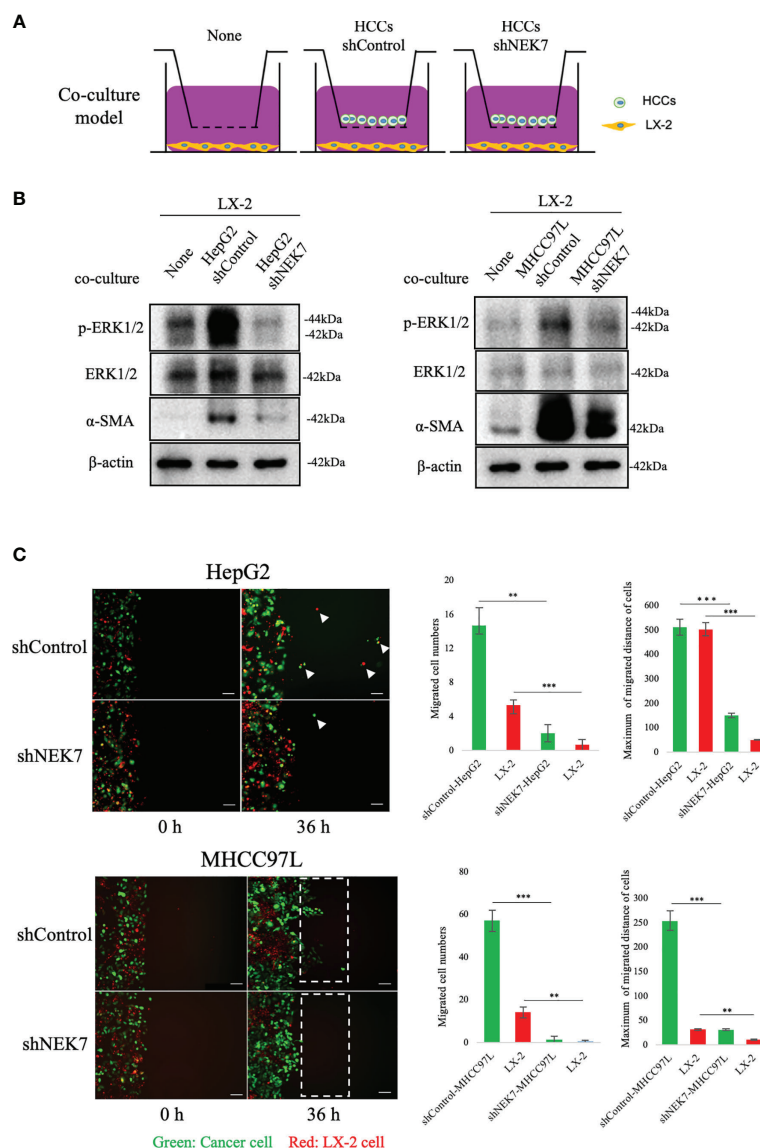 A
None
HCCs
shControl
HCCs
shNEK7
Co-culture
model
HCCs
LX-2
B
LX-2
co-culture
None
HepG2
shControl
HepG2
shNEK7
p-ERK1/2
-44kDa
-42kDa
ERK1/2
-42kDa
α-SMA
-42kDa
β-actin
-42kDa
LX-2
co-culture
None
MHCC97L
shControl
MHCC97L
shNEK7
p-ERK1/2
-44kDa
-42kDa
ERK1/2
-42kDa
α-SMA
42kDa
β-actin
-42kDa
C
HepG2
shControl
shNEK7
0 h
36 h
Migrated cell numbers
20
16
12
8
4
0
**
***
shControl-HepG2
LX-2
shNEK7-HepG2
LX-2
Maximum of migrated distance of cells
600
500
400
300
200
100
0
***
***
shControl-HepG2
LX-2
shNEK7-HepG2
LX-2
MHCC97L
shControl
shNEK7
0 h
36 h
Migrated cell numbers
80
60
40
20
0
***
**
shControl-MHCC97L
LX-2
shNEK7-MHCC97L
LX-2
Maximum of migrated distance of cells
300
250
200
150
100
50
0
***
**
shControl-MHCC97L
LX-2
shNEK7-MHCC97L
LX-2
Green: Cancer cell Red: LX-2 cell